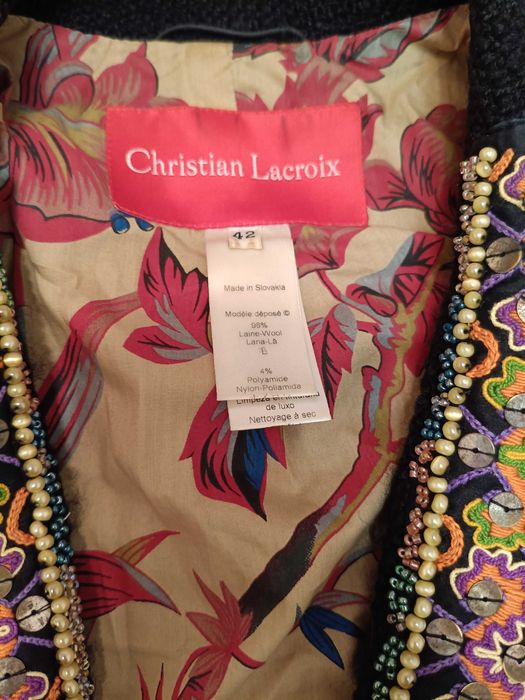 Christian Lacroix
42
Made in Slovakia
Modèle déposé ©
96%
Laine-Wool
Lana-Lã
4%
Polyamide
Nylon-Poliamida
de luxo
Nettoyage à sec